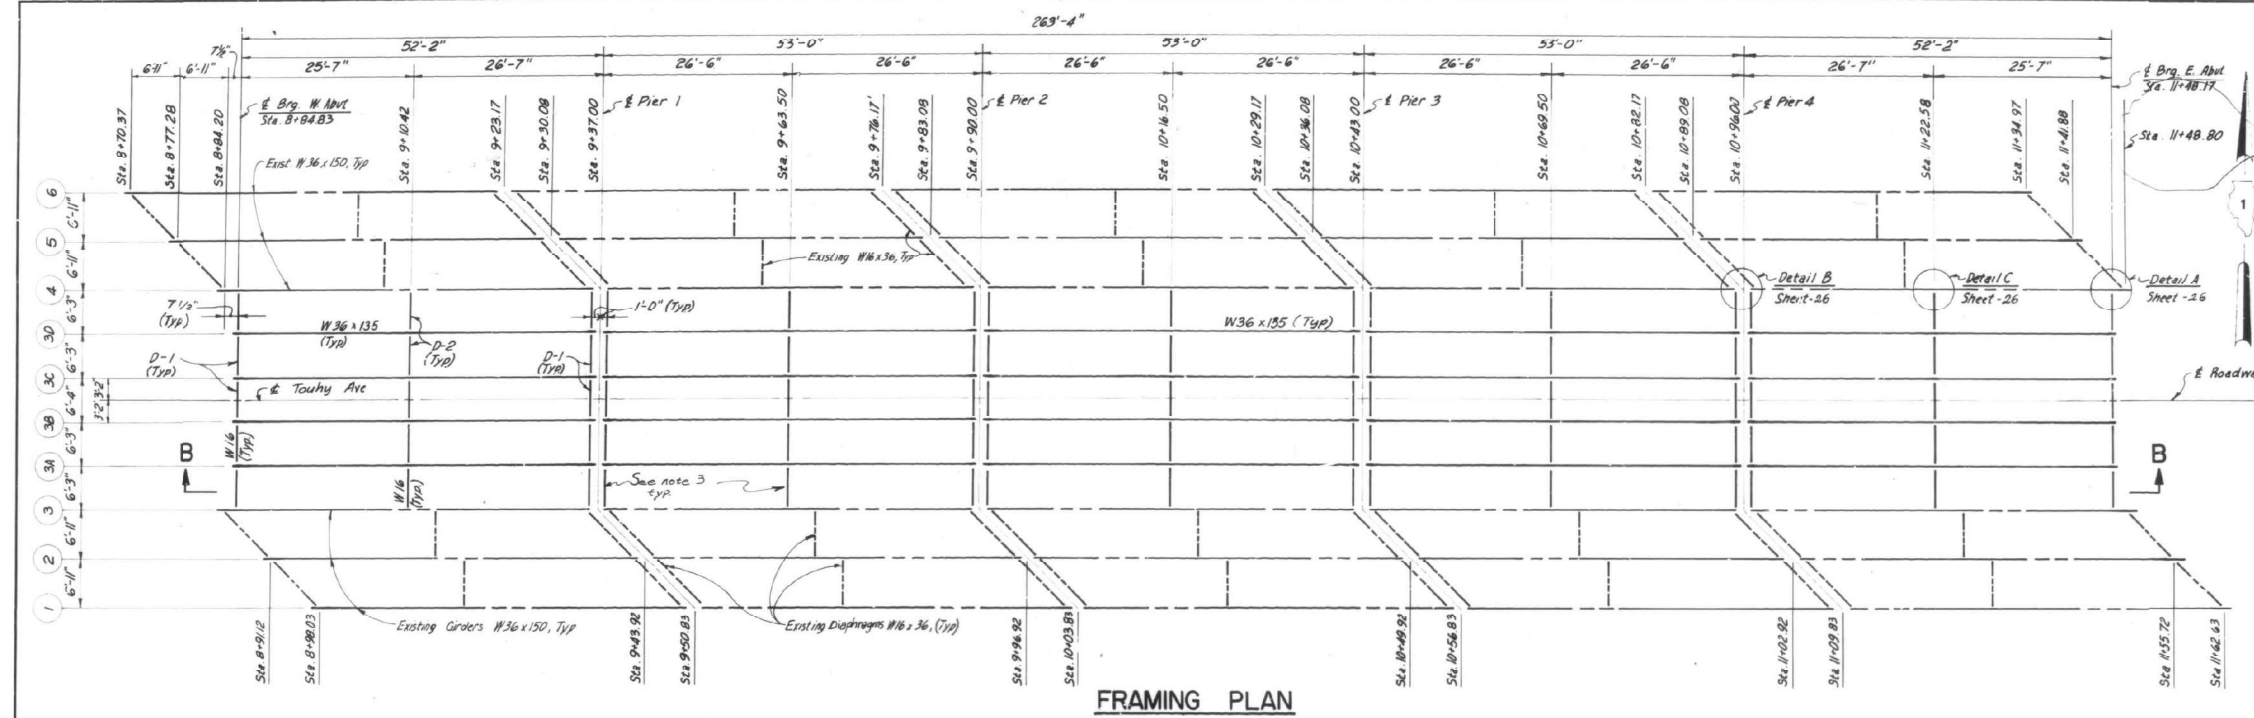 263'-4"
52'-2" 53'-0" 53'-0" 53'-0" 52'-2"
7½"
6-11" 6'-11" 25'-7" 26'-7" 26'-6" 26'-6" 26'-6" 26'-6" 26'-6" 26'-6" 26'-7" 25'-7"
Sta. 8+70.37
Sta. 8+77.28
Sta. 8+84.20
℄ Brg. W. Abut
Sta. 8+84.83
Sta. 9+10.42
Sta. 9+23.17
Sta. 9+30.08
Sta. 9+37.00
℄ Pier 1
Sta. 9+63.50
Sta. 9+76.17'
Sta. 9+83.08
Sta. 9+90.00
℄ Pier 2
Sta. 10+16.50
Sta. 10+29.17
Sta. 10+36.08
Sta. 10+43.00
℄ Pier 3
Sta. 10+69.50
Sta. 10+82.17
Sta. 10+89.08
Sta. 10+96.00
℄ Pier 4
Sta. 11+22.58
Sta. 11+34.97
Sta. 11+41.88
℄ Brg. E. Abut
Sta. 11+48.17
Sta. 11+48.80
Exist W36 x 150, Typ
6
6'-11"
5
6'-11"
4
6'-3"
3D
6'-3"
3C
6'-4"
3'-2" 3'-2"
3B
6'-3"
3A
6'-3"
3
6'-11"
2
6'-11"
1
Existing W16 x 36, Typ
1
Detail B
Sheet-26
Detail C
Sheet-26
Detail A
Sheet-26
7 1/2"
(Typ)
1'-0" (Typ)
W36 x 135
(Typ)
W36 x 135 (Typ)
D-1
(Typ)
D-2
(Typ)
D-1
(Typ)
℄ Touhy Ave
℄ Roadw
W16
(Typ)
W16
(Typ)
B
B
See note 3
typ.
Existing Girders W36 x 150, Typ
Existing Diaphragms W16 x 36, (Typ)
Sta. 8+91.12
Sta. 8+98.03
Sta. 9+43.92
Sta. 9+50.83
Sta. 9+96.92
Sta. 10+03.83
Sta. 10+49.92
Sta. 10+56.83
Sta. 11+02.92
Sta. 11+09.83
Sta. 11+55.72
Sta. 11+62.63
FRAMING PLAN